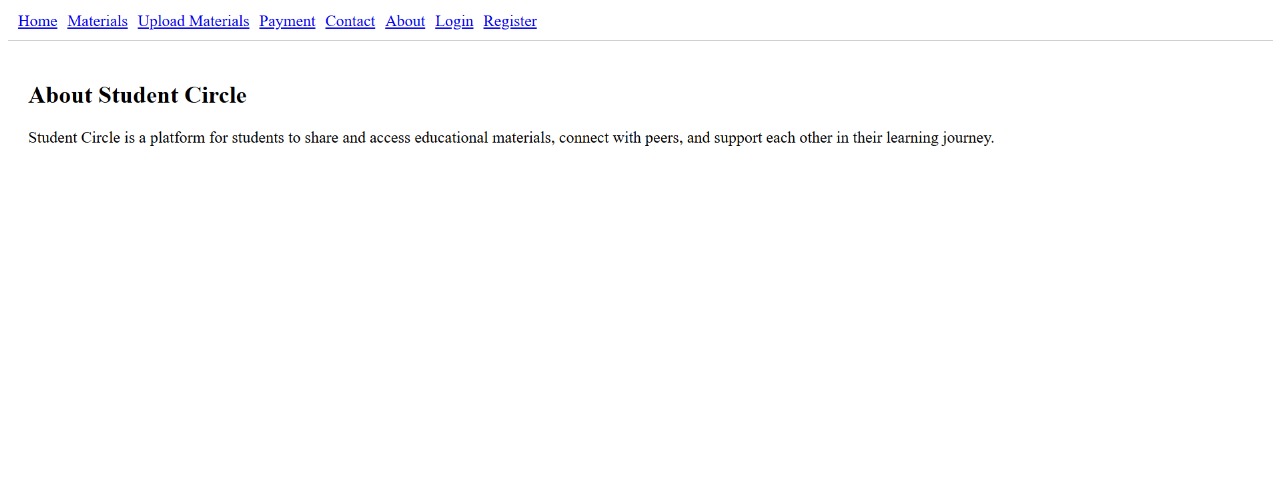 Home Materials Upload Materials Payment Contact About Login Register
About Student Circle
Student Circle is a platform for students to share and access educational materials, connect with peers, and support each other in their learning journey.